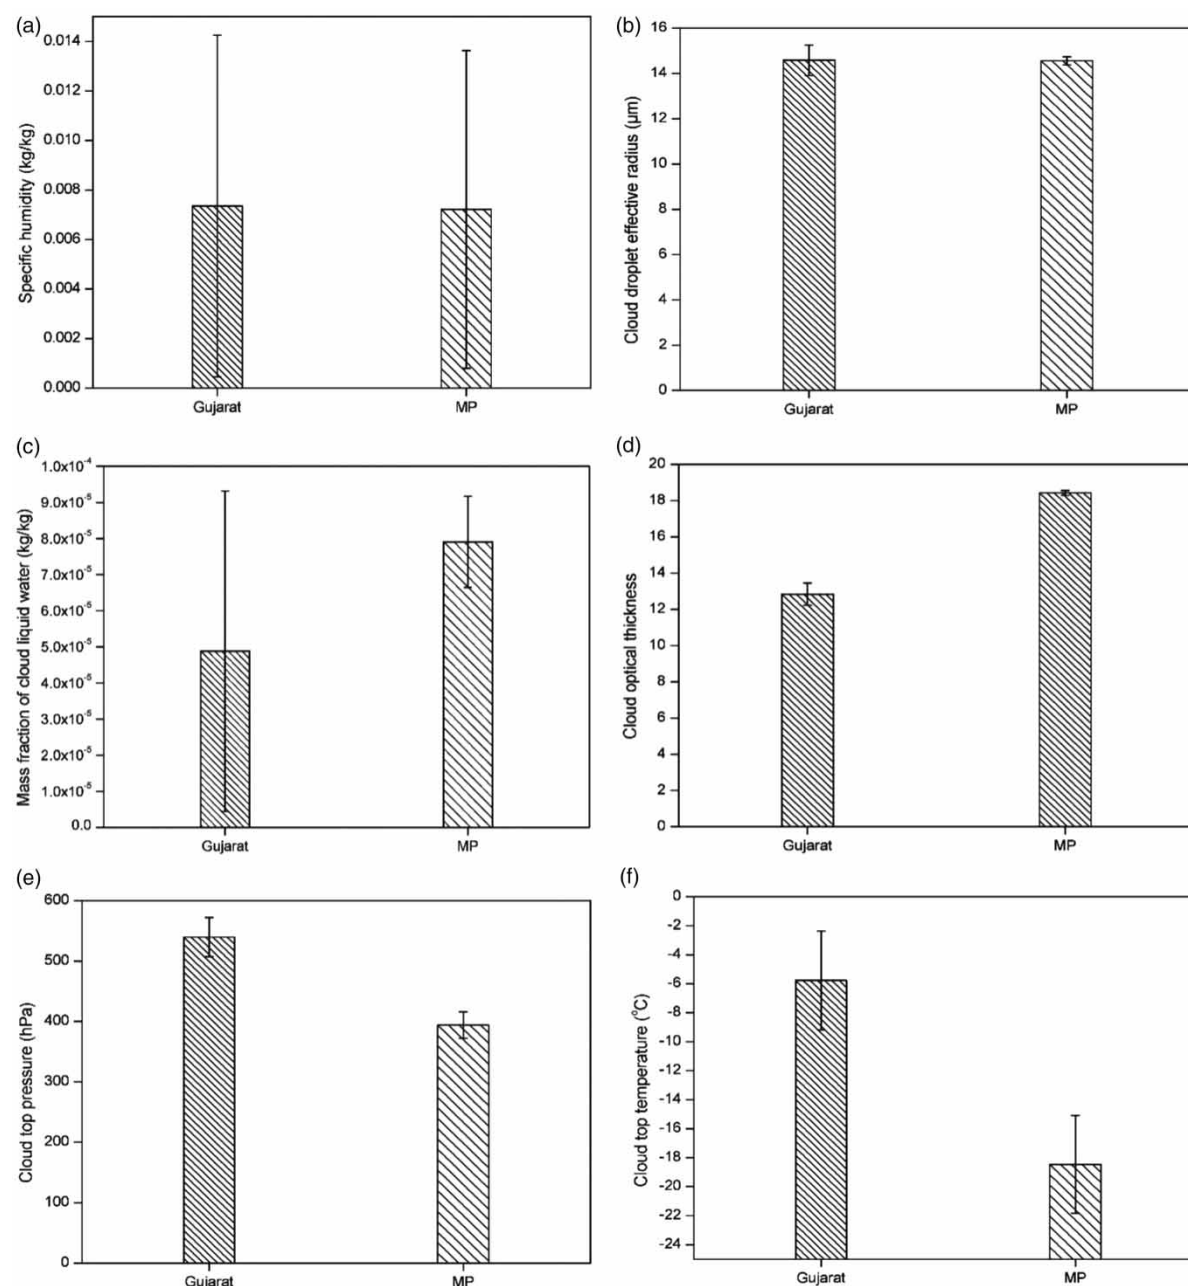 (a)
0.014
0.012
0.010
0.008
0.006
0.004
0.002
0.000
Specific humidity (kg/kg)
Gujarat
MP
(b)
16
14
12
10
8
6
4
2
0
Cloud droplet effective radius (µm)
Gujarat
MP
(c)
1.0x10⁻⁴
9.0x10⁻⁵
8.0x10⁻⁵
7.0x10⁻⁵
6.0x10⁻⁵
5.0x10⁻⁵
4.0x10⁻⁵
3.0x10⁻⁵
2.0x10⁻⁵
1.0x10⁻⁵
0.0
Mass fraction of cloud liquid water (kg/kg)
Gujarat
MP
(d)
20
18
16
14
12
10
8
6
4
2
0
Cloud optical thickness
Gujarat
MP
(e)
600
500
400
300
200
100
0
Cloud top pressure (hPa)
Gujarat
MP
(f)
0
-2
-4
-6
-8
-10
-12
-14
-16
-18
-20
-22
-24
Cloud top temperature (°C)
Gujarat
MP